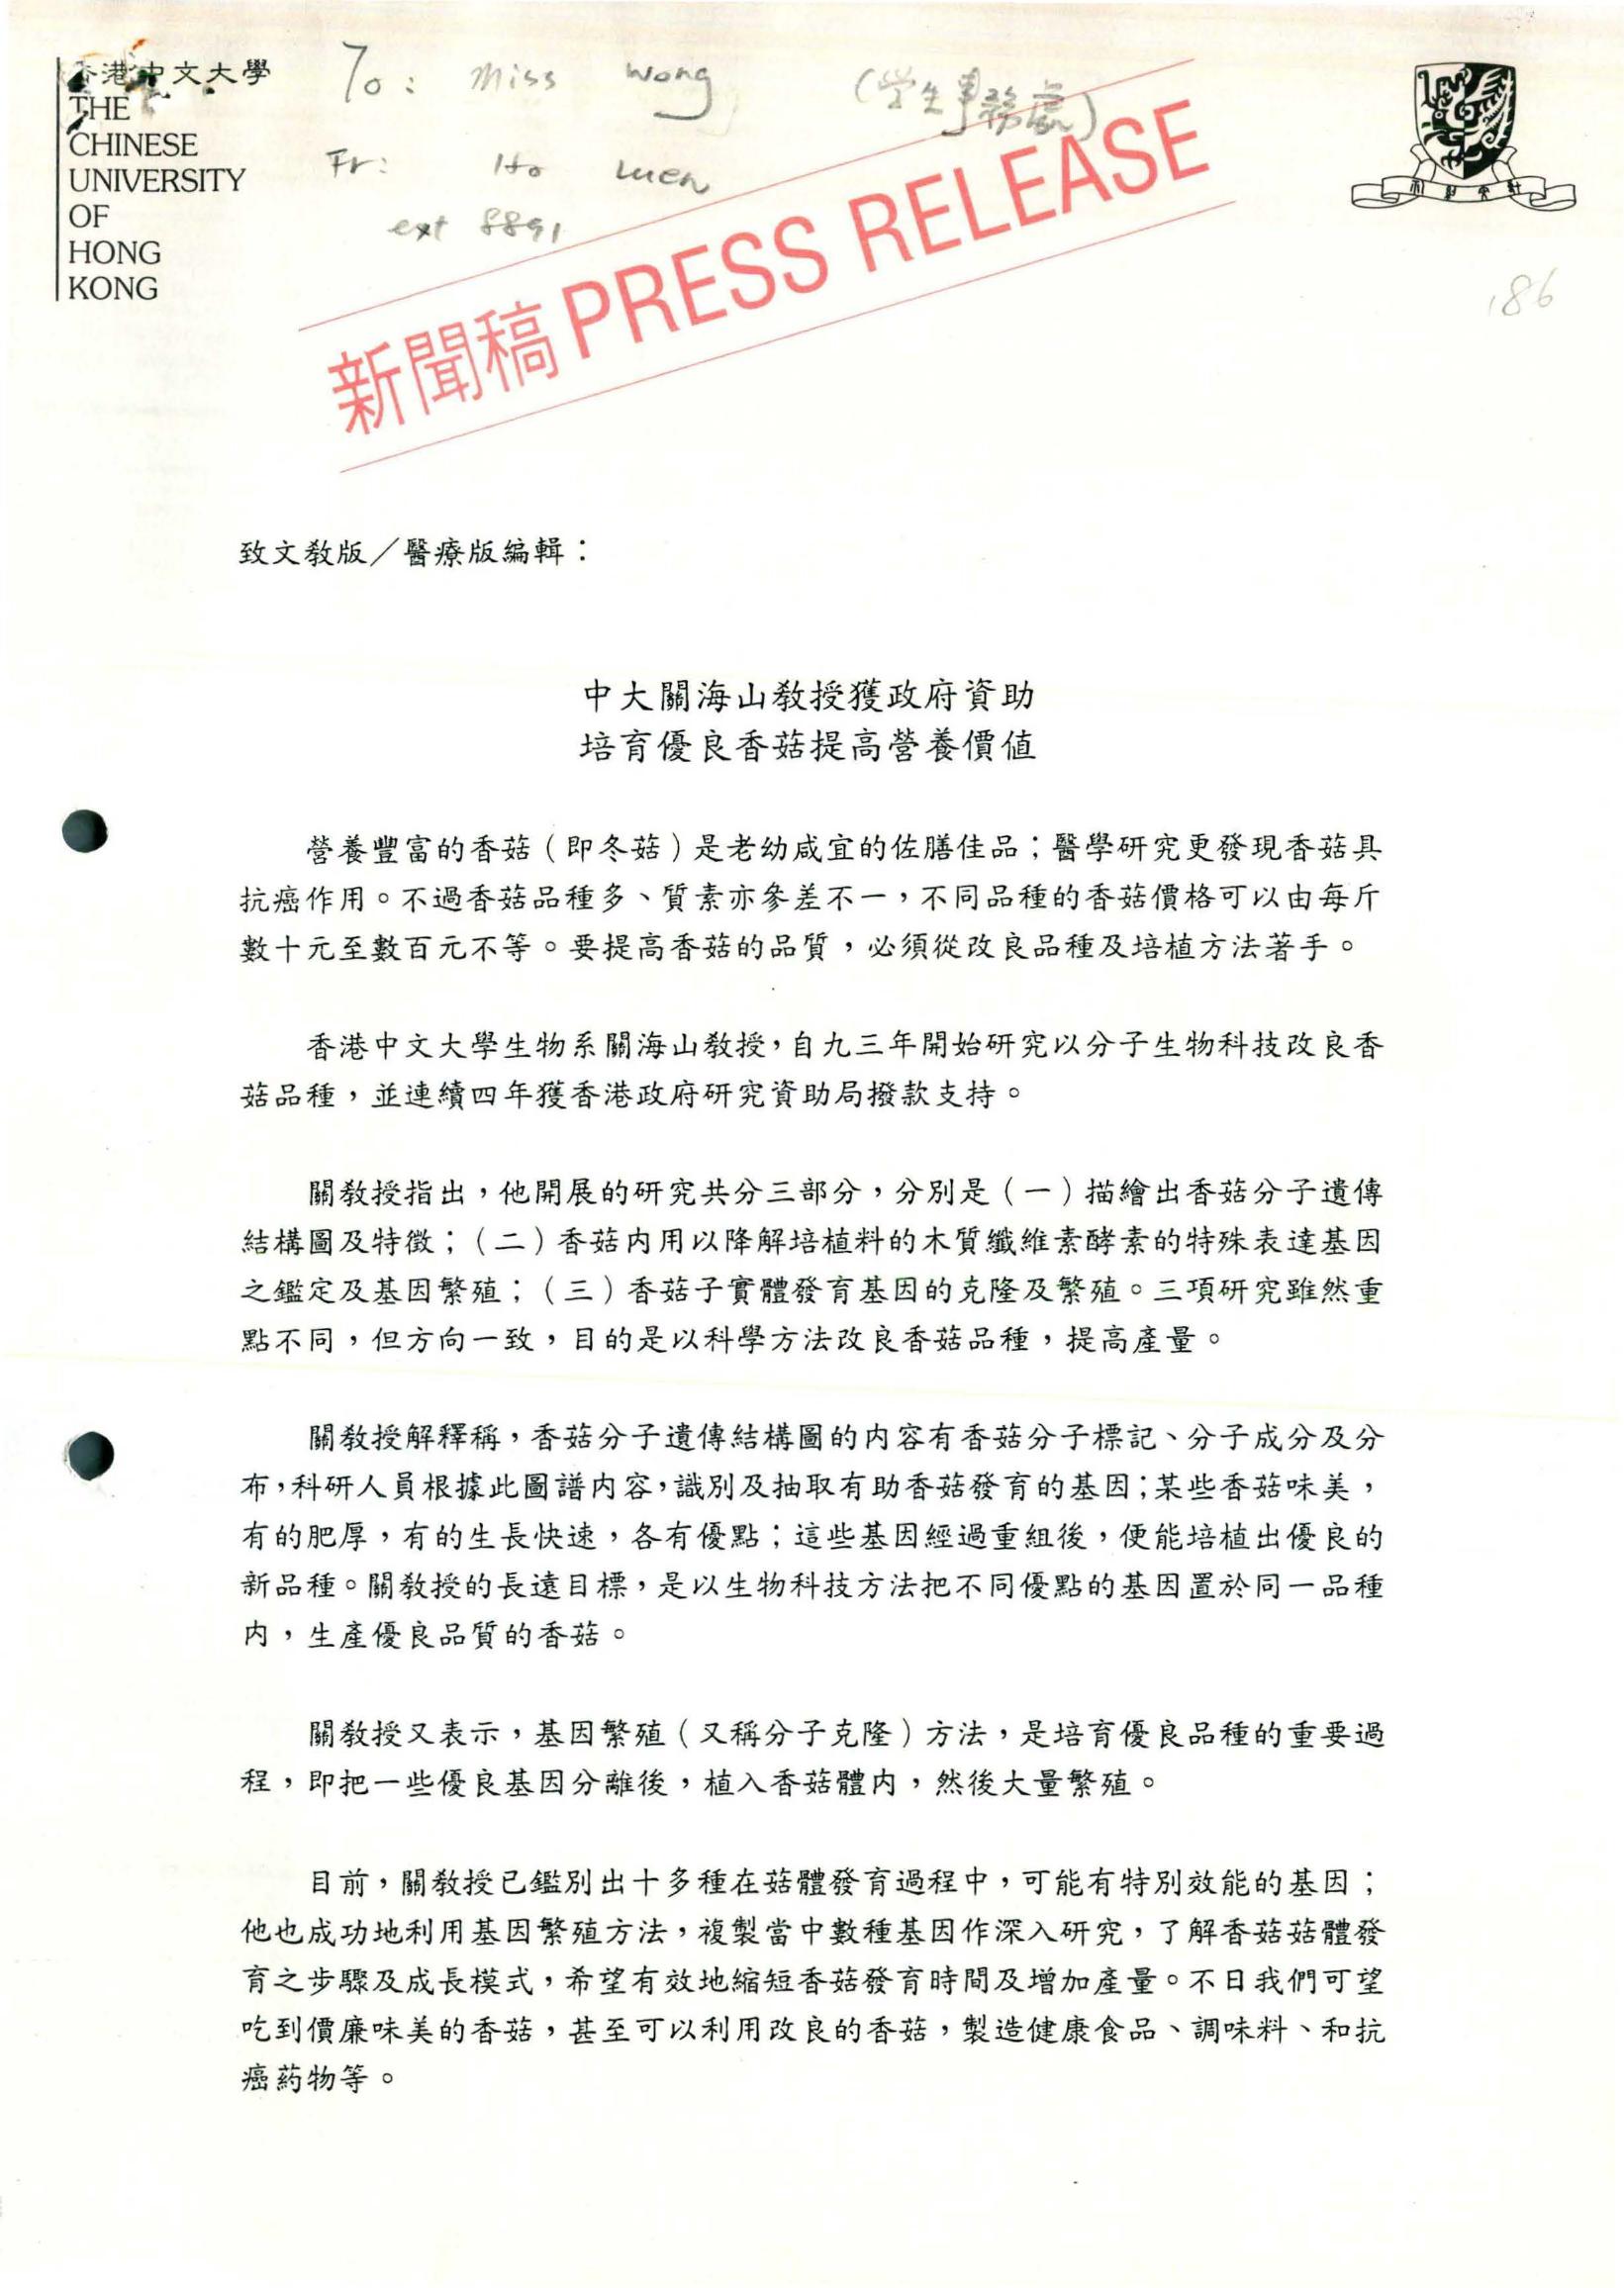 香港中文大學
THE
CHINESE
UNIVERSITY
OF
HONG
KONG
To: Miss Wong (學生事務處)
Fr: Ho Luen
ext 8891
新聞稿 PRESS RELEASE
186
致文教版／醫療版編輯：
中大關海山教授獲政府資助
培育優良香菇提高營養價值
營養豐富的香菇（即冬菇）是老幼咸宜的佐膳佳品；醫學研究更發現香菇具
抗癌作用。不過香菇品種多、質素亦參差不一，不同品種的香菇價格可以由每斤
數十元至數百元不等。要提高香菇的品質，必須從改良品種及培植方法著手。
香港中文大學生物系關海山教授，自九三年開始研究以分子生物科技改良香
菇品種，並連續四年獲香港政府研究資助局撥款支持。
關教授指出，他開展的研究共分三部分，分別是（一）描繪出香菇分子遺傳
結構圖及特徵；（二）香菇内用以降解培植料的木質纖維素酵素的特殊表達基因
之鑑定及基因繁殖；（三）香菇子實體發育基因的克隆及繁殖。三項研究雖然重
點不同，但方向一致，目的是以科學方法改良香菇品種，提高產量。
關教授解釋稱，香菇分子遺傳結構圖的内容有香菇分子標記、分子成分及分
布，科研人員根據此圖譜内容，識別及抽取有助香菇發育的基因；某些香菇味美，
有的肥厚，有的生長快速，各有優點；這些基因經過重組後，便能培植出優良的
新品種。關教授的長遠目標，是以生物科技方法把不同優點的基因置於同一品種
内，生產優良品質的香菇。
關教授又表示，基因繁殖（又稱分子克隆）方法，是培育優良品種的重要過
程，即把一些優良基因分離後，植入香菇體内，然後大量繁殖。
目前，關教授已鑑別出十多種在菇體發育過程中，可能有特別效能的基因；
他也成功地利用基因繁殖方法，複製當中數種基因作深入研究，了解香菇菇體發
育之步驟及成長模式，希望有效地縮短香菇發育時間及增加產量。不日我們可望
吃到價廉味美的香菇，甚至可以利用改良的香菇，製造健康食品、調味料、和抗
癌葯物等。